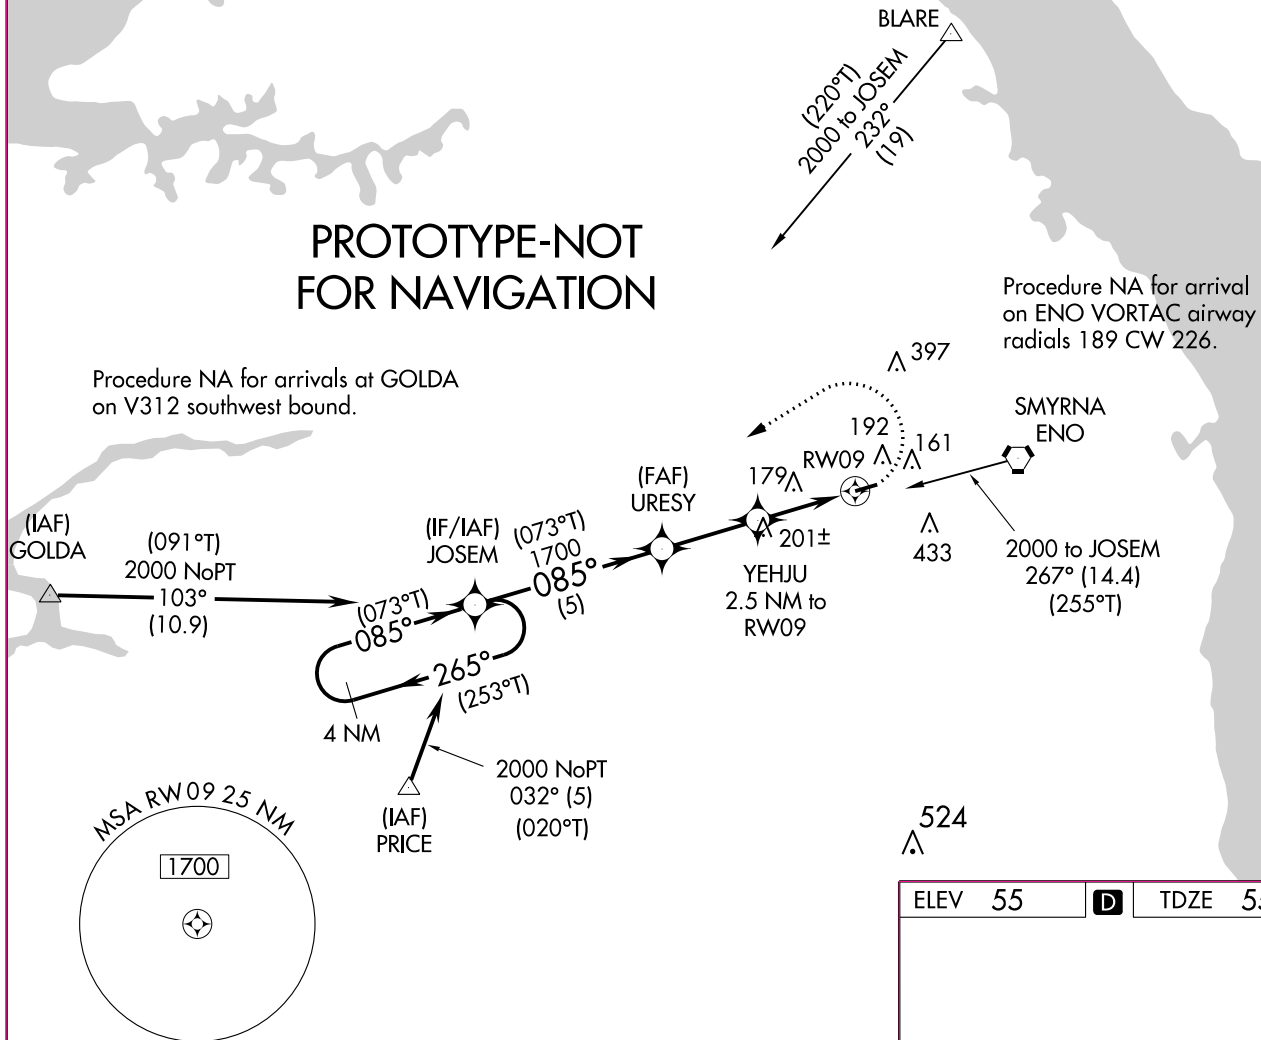 BLARE
(220°T)
2000 to JOSEM
232°
(19)
PROTOTYPE-NOT
FOR NAVIGATION
Procedure NA for arrival
on ENO VORTAC airway
radials 189 CW 226.
397
Procedure NA for arrivals at GOLDA
on V312 southwest bound.
SMYRNA
ENO
192
161
RW09
179
(FAF)
URESY
(IAF)
GOLDA
(091°T)
2000 NoPT
103°
(10.9)
(IF/IAF)
JOSEM
(073°T)
1700
085°
(5)
201±
433
YEHJU
2.5 NM to
RW09
2000 to JOSEM
267° (14.4)
(255°T)
(073°T)
085°
265°
(253°T)
4 NM
2000 NoPT
032° (5)
(020°T)
(IAF)
PRICE
MSA RW09 25 NM
1700
524
ELEV 55 D TDZE